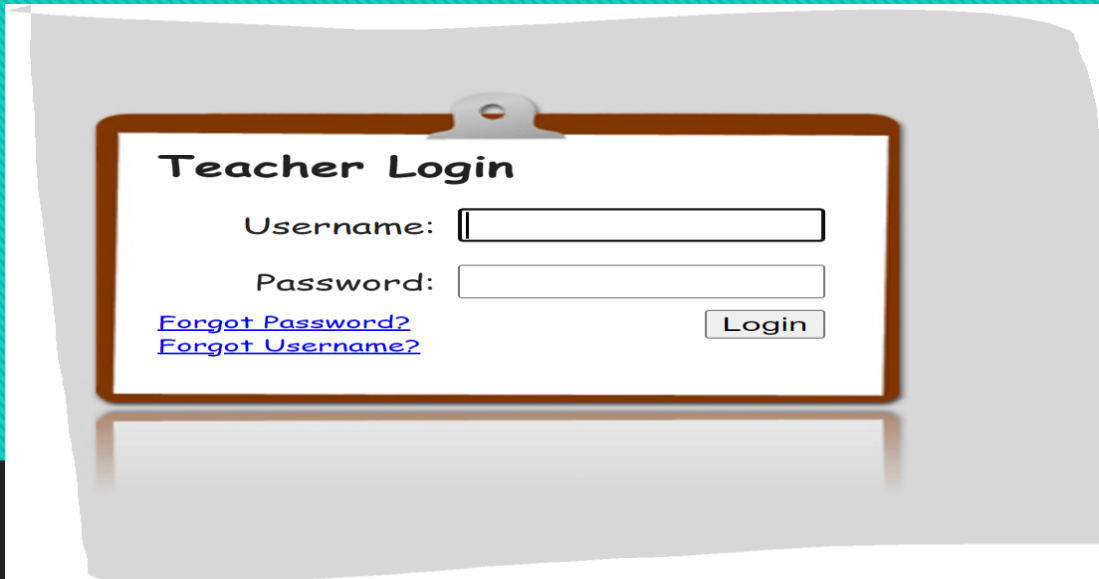 Teacher Login
Username:
Password:
Forgot Password?
Login
Forgot Username?